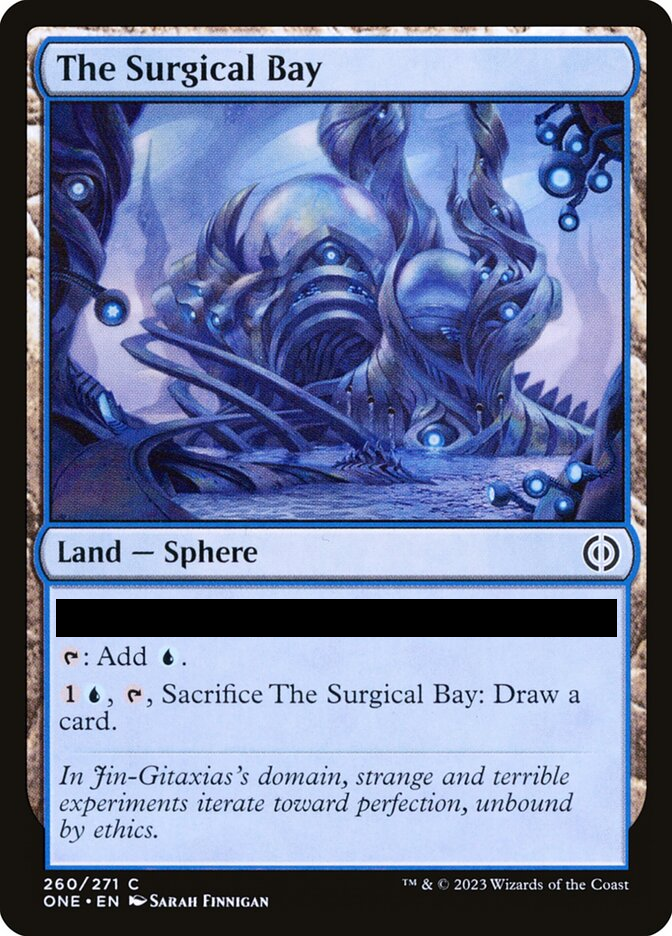 The Surgical Bay
Land — Sphere
: Add .
1 , , Sacrifice The Surgical Bay: Draw a
card.
In Jin-Gitaxias's domain, strange and terrible
experiments iterate toward perfection, unbound
by ethics.
260/271 C
ONE • EN Sarah Finnigan
™ & © 2023 Wizards of the Coast